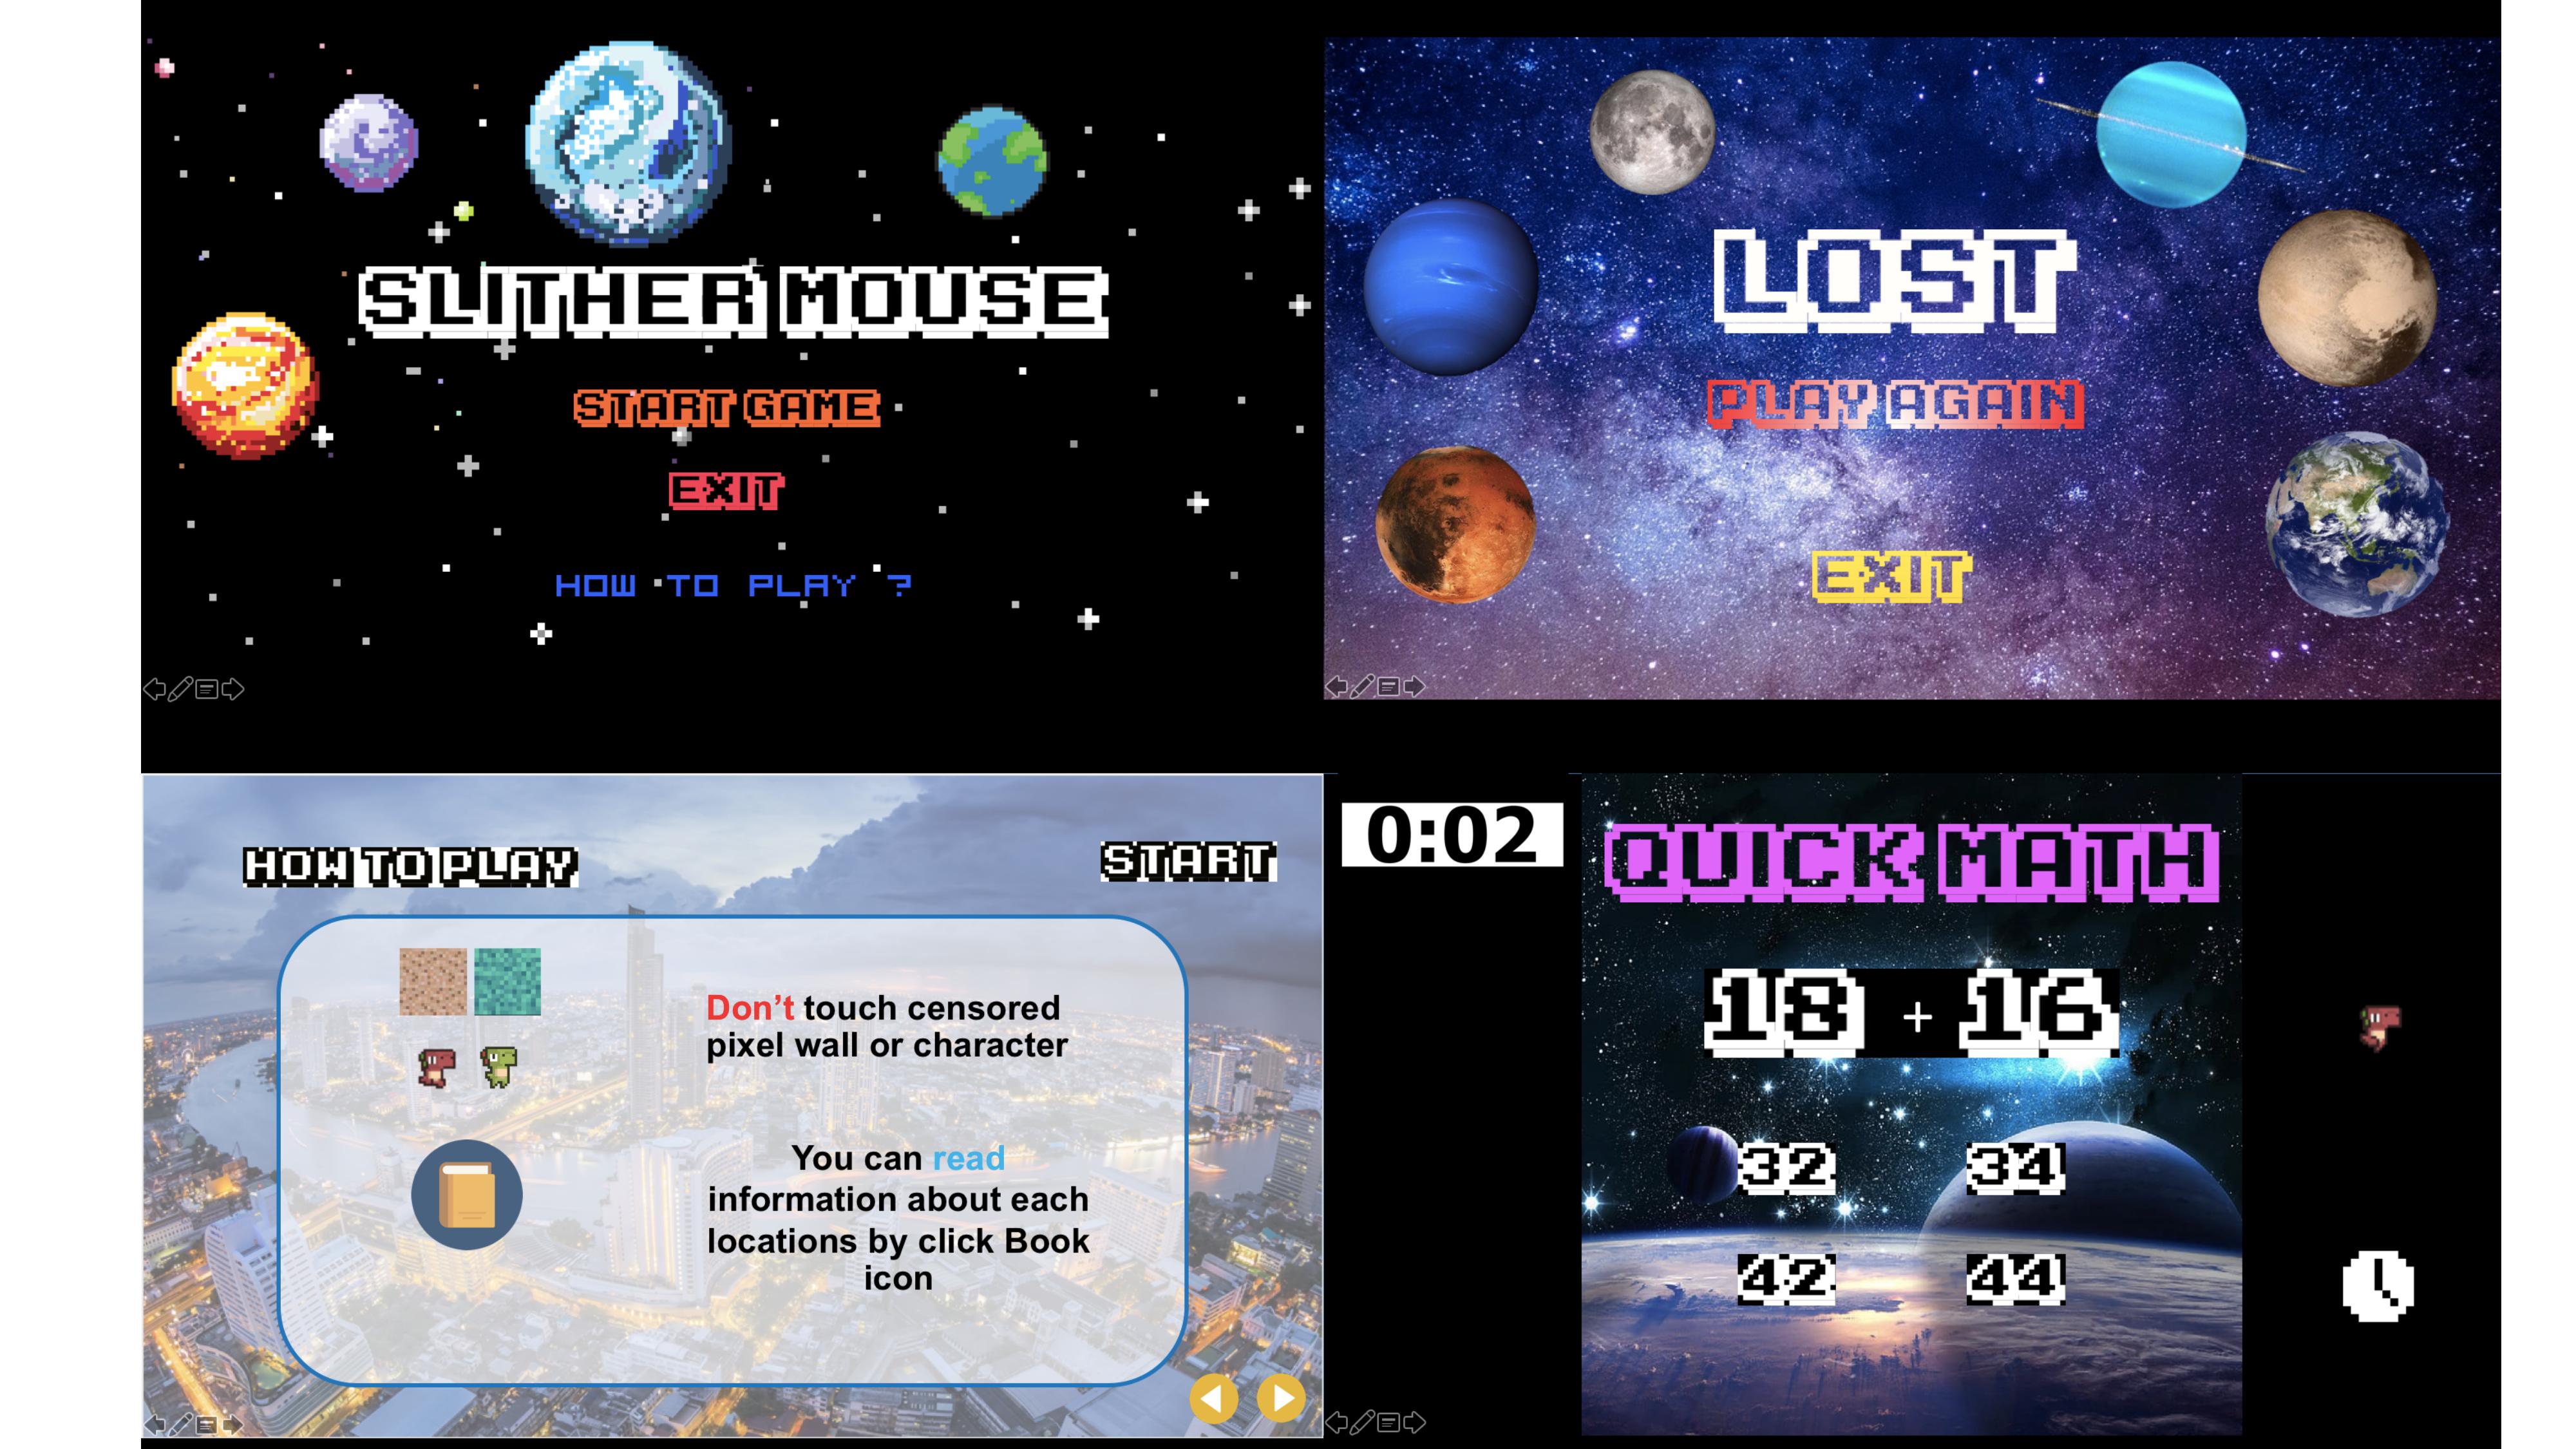 SLITHER MOUSE
START GAME
EXIT
HOW TO PLAY ?
LOST
PLAY AGAIN
EXIT
HOW TO PLAY
START
Don’t touch censored
pixel wall or character
You can read
information about each
locations by click Book
icon
0:02
QUICK MATH
18 + 16
32 34
42 44